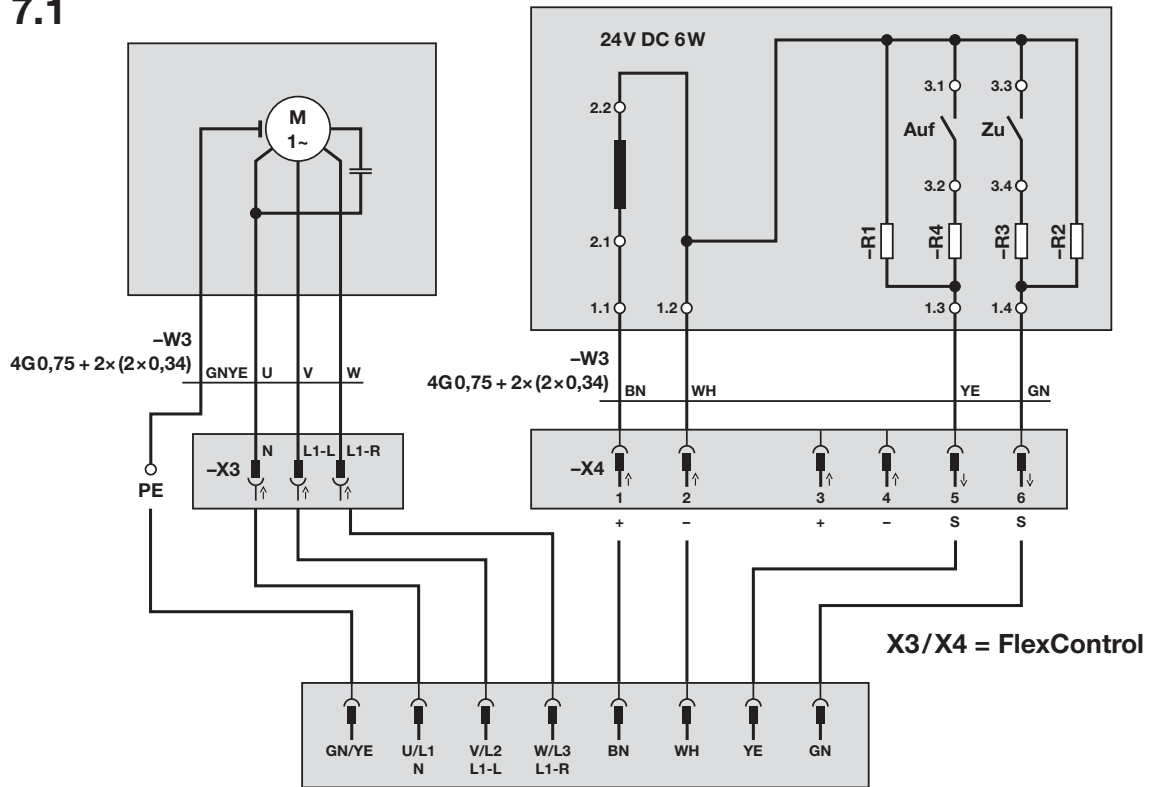 7.1
M
1~
24V DC 6W
2.2
2.1
1.1
1.2
3.1
3.3
Auf
Zu
3.2
3.4
–R1
–R4
–R3
–R2
1.3
1.4
–W3
4G0,75 + 2×(2×0,34)
GNYE
U
V
W
–W3
4G0,75 + 2×(2×0,34)
BN
WH
YE
GN
–X3
N
L1-L
L1-R
PE
–X4
1
2
3
4
5
6
+
–
+
–
S
S
X3/X4 = FlexControl
GN/YE
U/L1
N
V/L2
L1-L
W/L3
L1-R
BN
WH
YE
GN